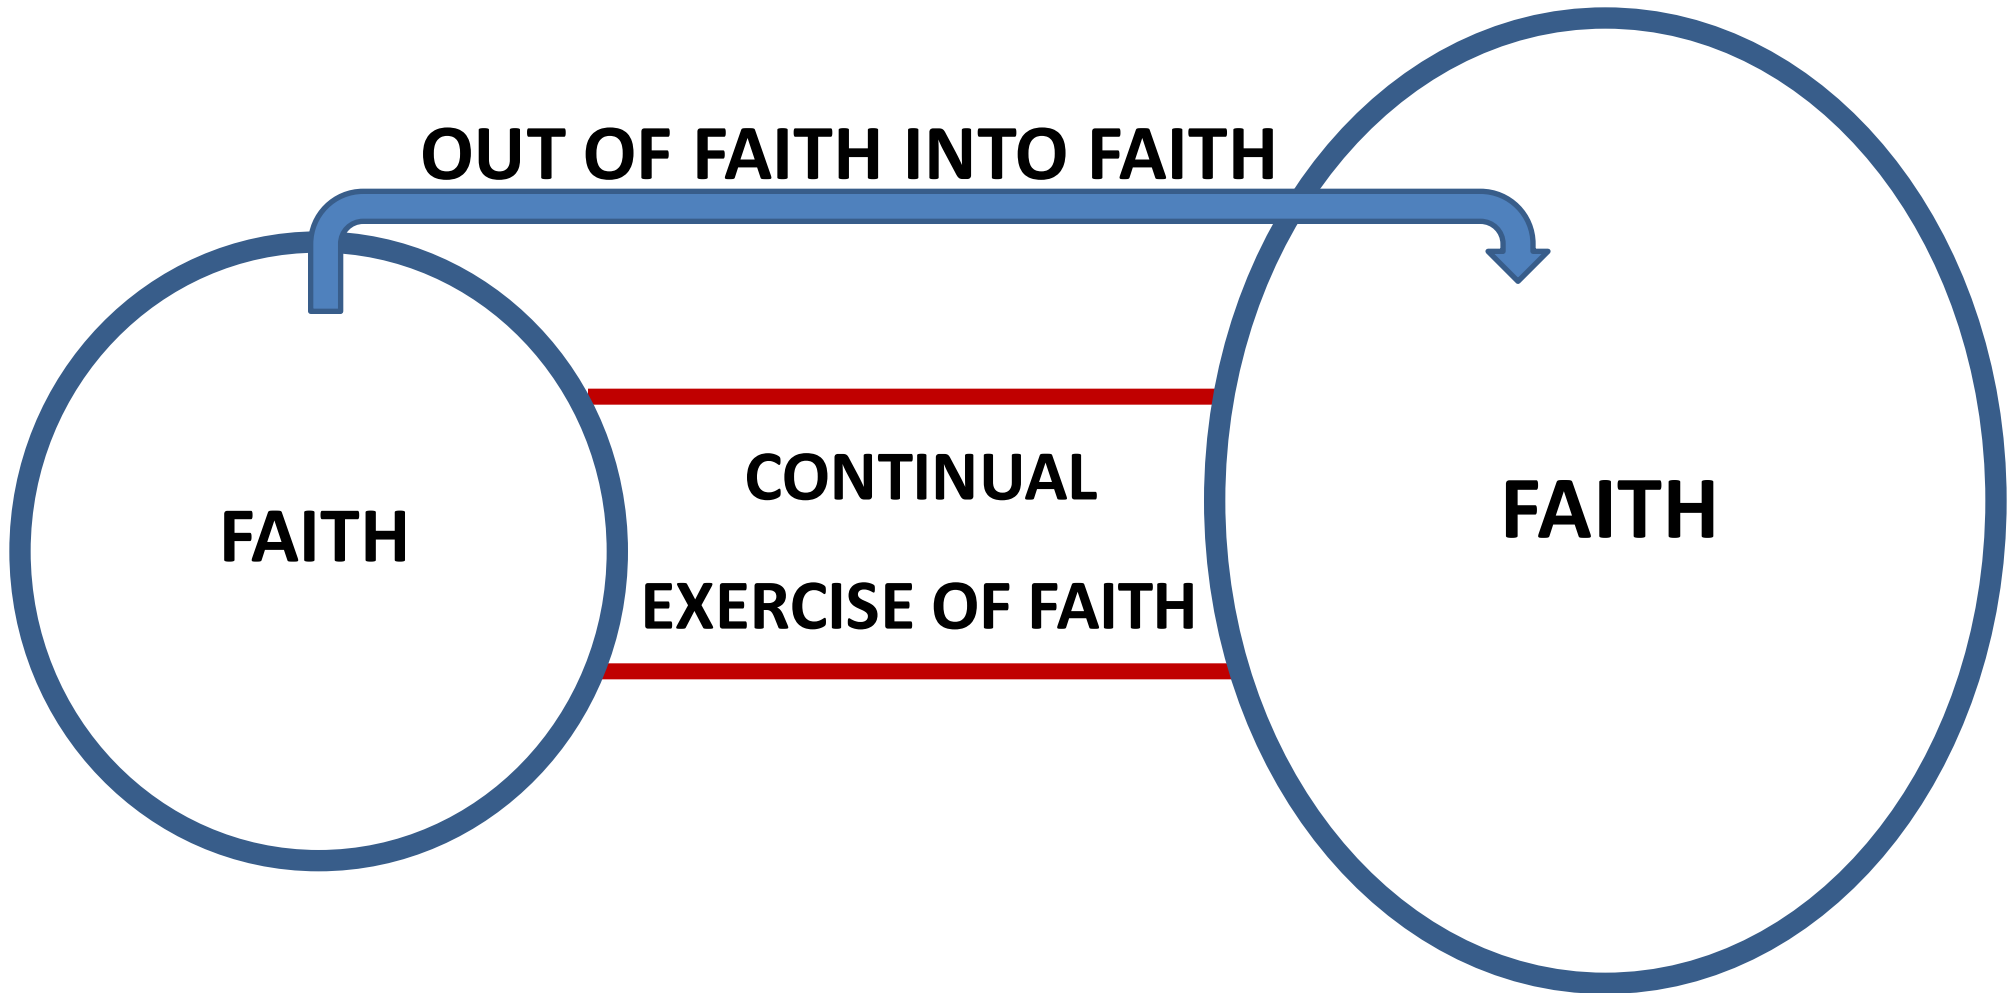 OUT OF FAITH INTO FAITH
FAITH
CONTINUAL
EXERCISE OF FAITH
FAITH